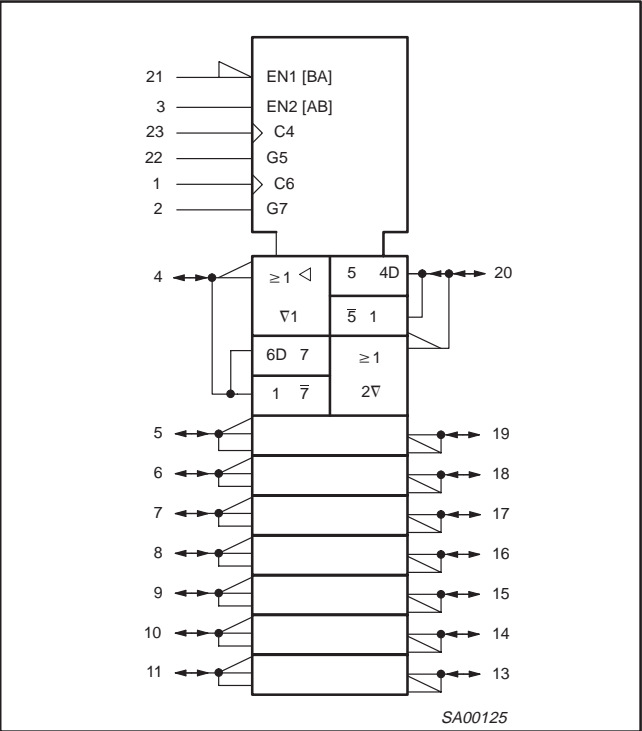 21 EN1 [BA]
3 EN2 [AB]
23 C4
22 G5
1 C6
2 G7
4 ≥1 ◁ 5 4D 20
∇1 5̅ 1
6D 7 ≥1
1 7̅ 2∇
5 19
6 18
7 17
8 16
9 15
10 14
11 13
SA00125